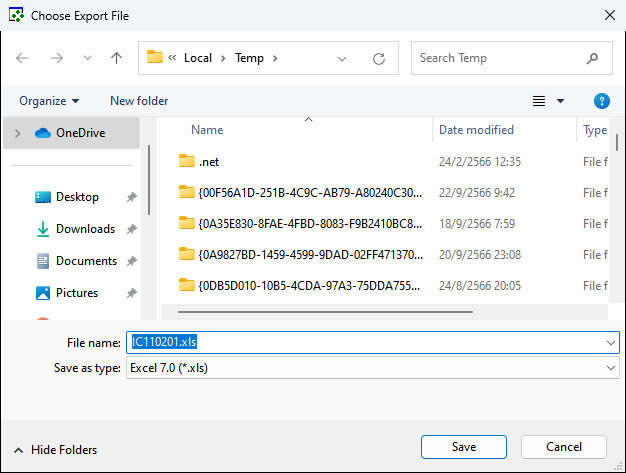 Choose Export File
« Local › Temp ›
Search Temp
Organize
New folder
?
OneDrive
Desktop
Downloads
Documents
Pictures
Name Date modified Type
.net 24/2/2566 12:35 File f
{00F56A1D-251B-4C9C-AB79-A80240C30... 22/9/2566 9:42 File f
{0A35E830-8FAE-4FBD-8083-F9B2410BC8... 18/9/2566 7:59 File f
{0A9827BD-1459-4599-9DAD-02FF471370... 20/9/2566 23:08 File f
{0DB5D010-10B5-4CDA-97A3-75DDA755... 24/8/2566 20:05 File f
File name: IC110201.xls
Save as type: Excel 7.0 (*.xls)
Hide Folders
Save
Cancel